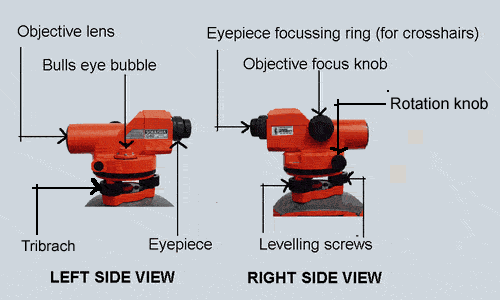 Objective lens
Bulls eye bubble
Tribrach
Eyepiece
LEFT SIDE VIEW
Eyepiece focussing ring (for crosshairs)
Objective focus knob
Rotation knob
Levelling screws
RIGHT SIDE VIEW